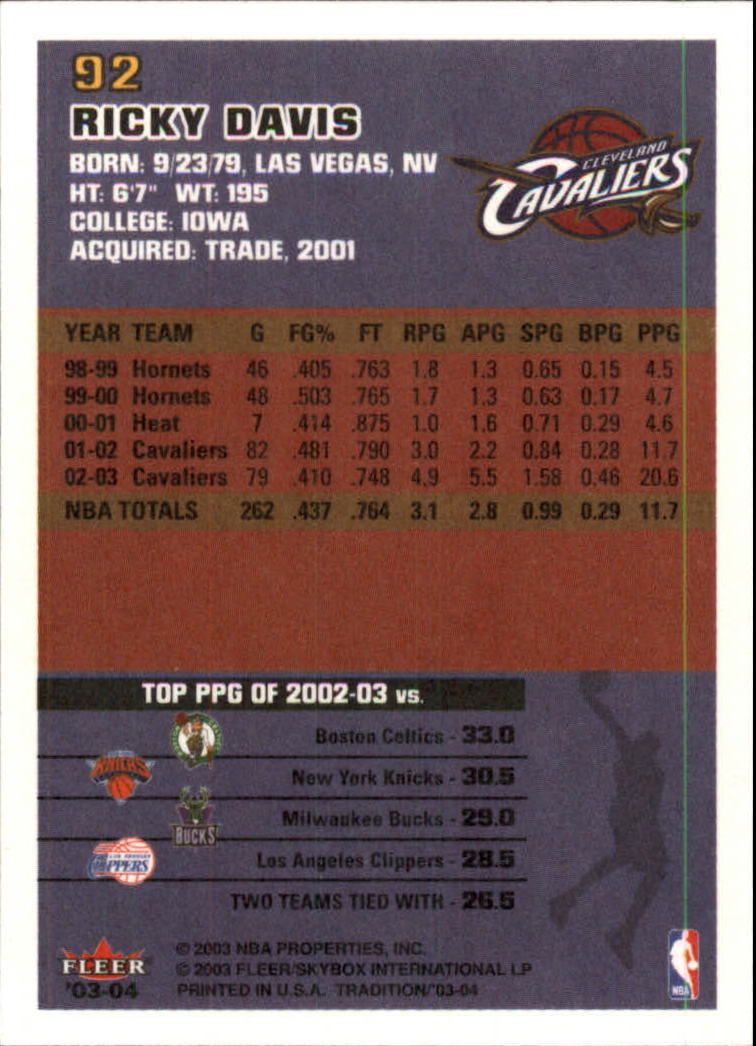 92
RICKY DAVIS
BORN: 9/23/79, LAS VEGAS, NV
HT: 6'7" WT: 195
COLLEGE: IOWA
ACQUIRED: TRADE, 2001
CLEVELAND
CAVALIERS
YEAR TEAM G FG% FT RPG APG SPG BPG PPG
98-99 Hornets 46 .405 .763 1.8 1.3 0.65 0.15 4.5
99-00 Hornets 48 .503 .765 1.7 1.3 0.63 0.17 4.7
00-01 Heat 7 .414 .875 1.0 1.6 0.71 0.29 4.6
01-02 Cavaliers 82 .481 .790 3.0 2.2 0.84 0.28 11.7
02-03 Cavaliers 79 .410 .748 4.9 5.5 1.58 0.46 20.6
NBA TOTALS 262 .437 .764 3.1 2.8 0.99 0.29 11.7
TOP PPG OF 2002-03 vs.
Boston Celtics - 33.0
KNICKS
New York Knicks - 30.5
Milwaukee Bucks - 29.0
BUCKS
Los Angeles Clippers - 28.5
CLIPPERS
TWO TEAMS TIED WITH - 26.5
FLEER
'03-04
© 2003 NBA PROPERTIES, INC.
© 2003 FLEER/SKYBOX INTERNATIONAL LP
PRINTED IN U.S.A. TRADITION/'03-04
NBA